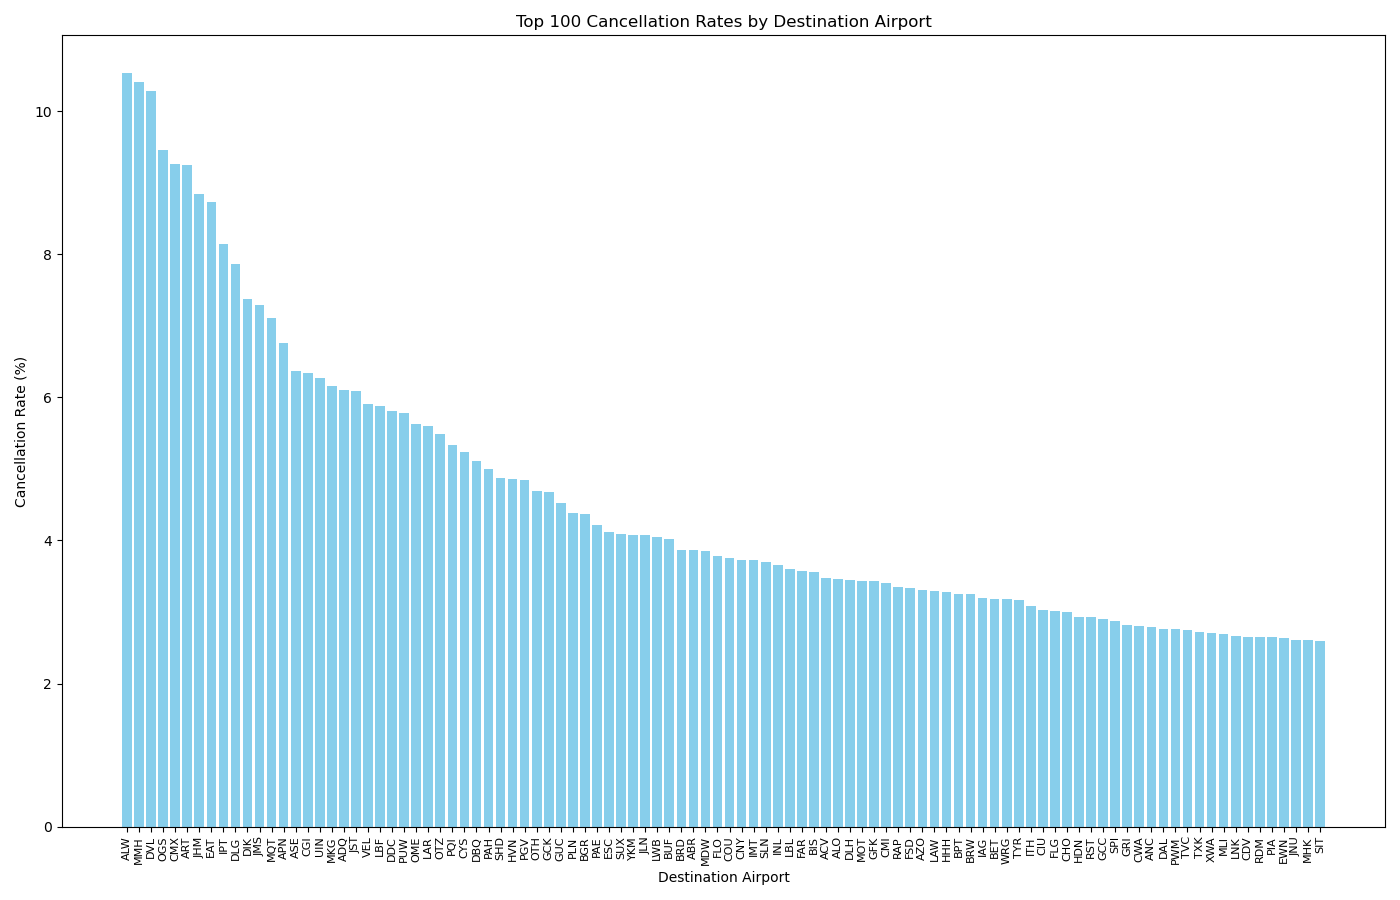 Top 100 Cancellation Rates by Destination Airport
Cancellation Rate (%)
10
8
6
4
2
0
ALW
MMH
DVL
OGS
CMX
ART
JHM
EAT
IPT
DLG
DIK
JMS
MQT
APN
ASE
CGI
UIN
MKG
ADQ
JST
VEL
LBF
DDC
PUW
OME
LAR
OTZ
PQI
CYS
DBQ
PAH
SHD
HVN
PGV
OTH
GCK
GUC
PLN
BGR
PAE
ESC
SUX
YKM
JLN
LWB
BUF
BRD
ABR
MDW
FLO
COU
CNY
IMT
SLN
INL
LBL
FAR
BIS
ACV
ALO
DLH
MOT
GFK
CMI
RAP
FSD
AZO
LAW
HHH
BPT
BRW
IAG
BET
WRG
TYR
ITH
CIU
FLG
CHO
HDN
RST
GCC
SPI
GRI
CWA
ANC
DAL
PWM
TVC
TXK
XWA
MLI
LNK
CDV
RDM
PIA
EWN
JNU
MHK
SIT
Destination Airport